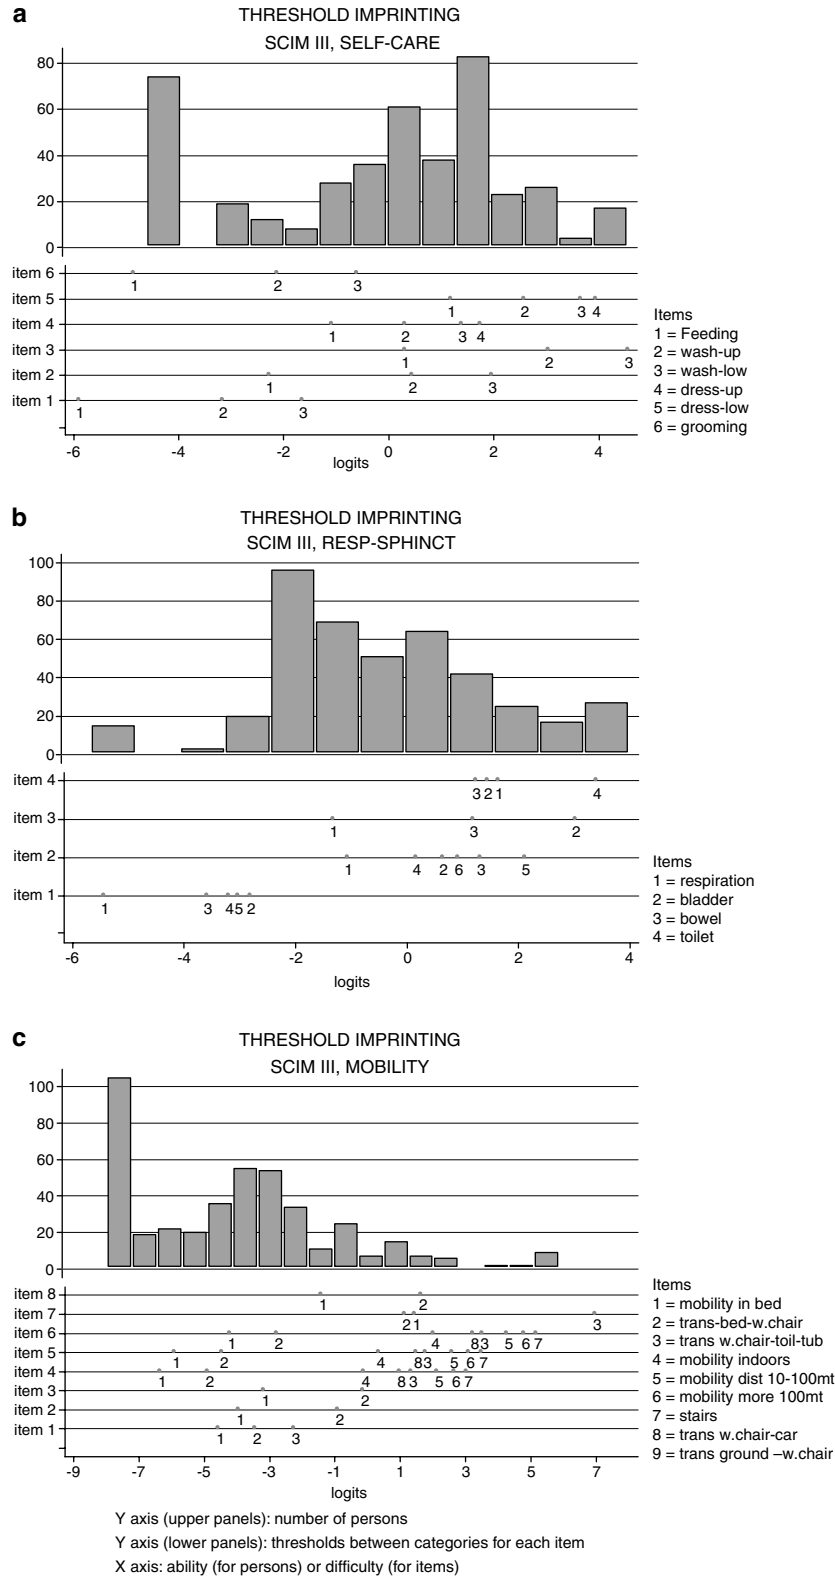 a
THRESHOLD IMPRINTING
SCIM III, SELF-CARE
80
60
40
20
0
item 6
1 2 3
item 5
1 2 3 4
item 4
1 2 3 4
item 3
1 2 3
item 2
1 2 3
item 1
1 2 3
-6 -4 -2 0 2 4
logits
Items
1 = Feeding
2 = wash-up
3 = wash-low
4 = dress-up
5 = dress-low
6 = grooming
b
THRESHOLD IMPRINTING
SCIM III, RESP-SPHINCT
100
80
60
40
20
0
item 4
3 2 1 4
item 3
1 3 2
item 2
1 4 2 6 3 5
item 1
1 3 4 5 2
-6 -4 -2 0 2 4
logits
Items
1 = respiration
2 = bladder
3 = bowel
4 = toilet
c
THRESHOLD IMPRINTING
SCIM III, MOBILITY
100
80
60
40
20
0
item 8
1 2
item 7
2 1 3
item 6
1 2 4 8 3 5 6 7
item 5
1 2 4 8 3 5 6 7
item 4
1 2 4 8 3 5 6 7
item 3
1 2
item 2
1 2
item 1
1 2 3
-9 -7 -5 -3 -1 1 3 5 7
logits
Items
1 = mobility in bed
2 = trans-bed-w.chair
3 = trans w.chair-toil-tub
4 = mobility indoors
5 = mobility dist 10-100mt
6 = mobility more 100mt
7 = stairs
8 = trans w.chair-car
9 = trans ground –w.chair
Y axis (upper panels): number of persons
Y axis (lower panels): thresholds between categories for each item
X axis: ability (for persons) or difficulty (for items)